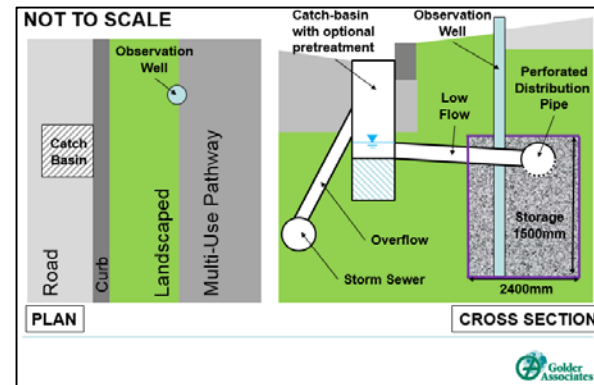 NOT TO SCALE
Observation
Well
Catch
Basin
Road
Curb
Landscaped
Multi-Use Pathway
PLAN
Catch-basin
with optional
pretreatment
Observation
Well
Perforated
Distribution
Pipe
Low
Flow
Storage
1500mm
Overflow
Storm Sewer
2400mm
CROSS SECTION
Golder
Associates